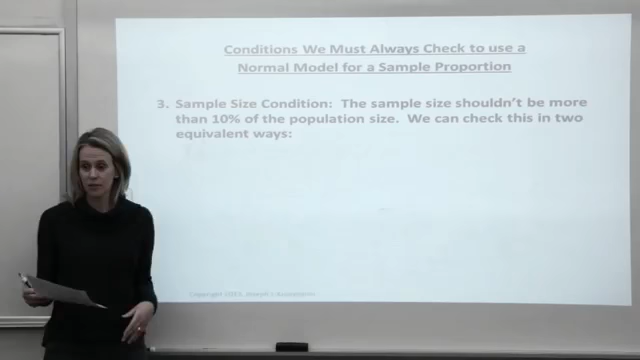 Conditions We Must Always Check to use a
Normal Model for a Sample Proportion
3. Sample Size Condition: The sample size shouldn't be more
than 10% of the population size. We can check this in two
equivalent ways:
Copyright